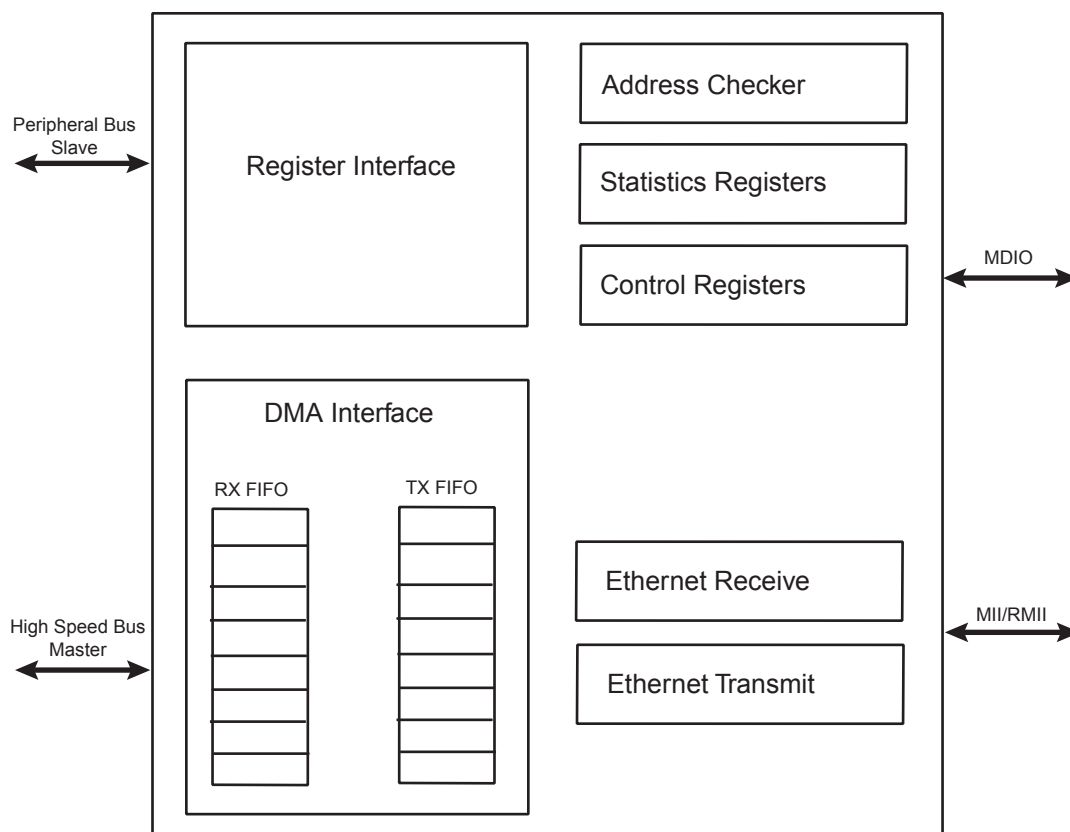 Peripheral Bus
Slave
Register Interface
Address Checker
Statistics Registers
Control Registers
MDIO
DMA Interface
RX FIFO
TX FIFO
High Speed Bus
Master
Ethernet Receive
Ethernet Transmit
MII/RMII